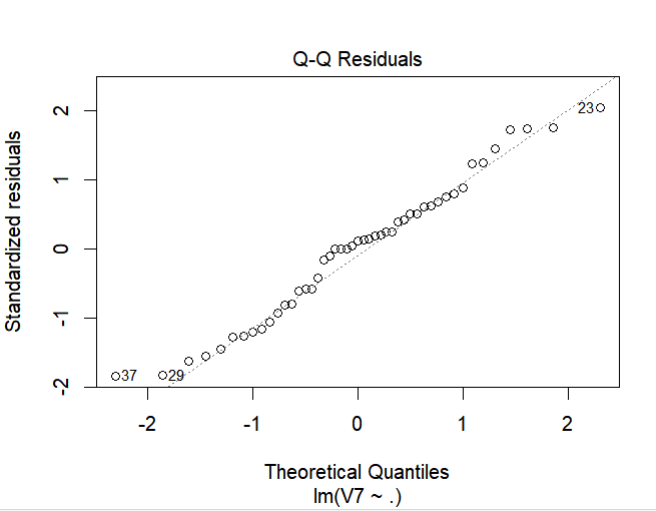 Q-Q Residuals
Standardized residuals
2
1
0
-1
-2
23
37
29
-2 -1 0 1 2
Theoretical Quantiles
lm(V7 ~ .)